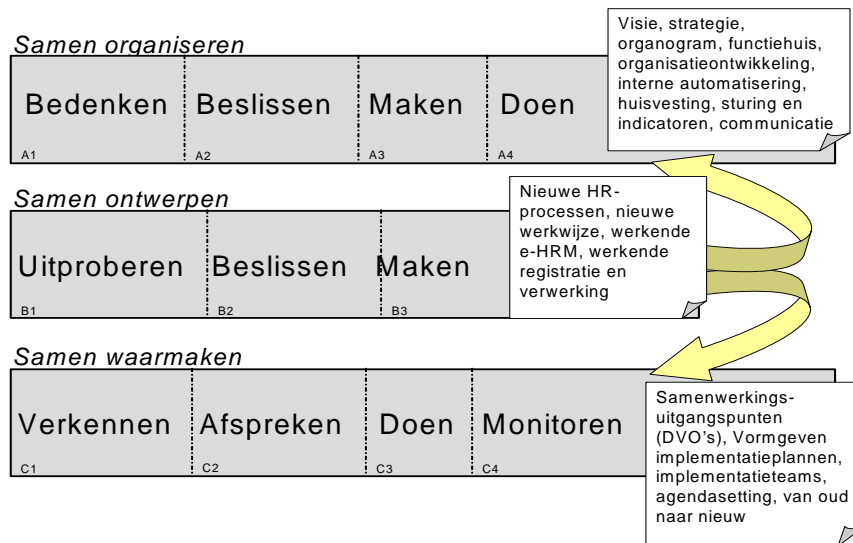 Samen organiseren
Bedenken Beslissen Maken Doen
A1 A2 A3 A4
Visie, strategie,
organogram, functiehuis,
organisatieontwikkeling,
interne automatisering,
huisvesting, sturing en
indicatoren, communicatie
Samen ontwerpen
Uitproberen Beslissen Maken
B1 B2 B3
Nieuwe HR-
processen, nieuwe
werkwijze, werkende
e-HRM, werkende
registratie en
verwerking
Samen waarmaken
Verkennen Afspreken Doen Monitoren
C1 C2 C3 C4
Samenwerkings-
uitgangspunten
(DVO's), Vormgeven
implementatieplannen,
implementatieteams,
agendasetting, van oud
naar nieuw